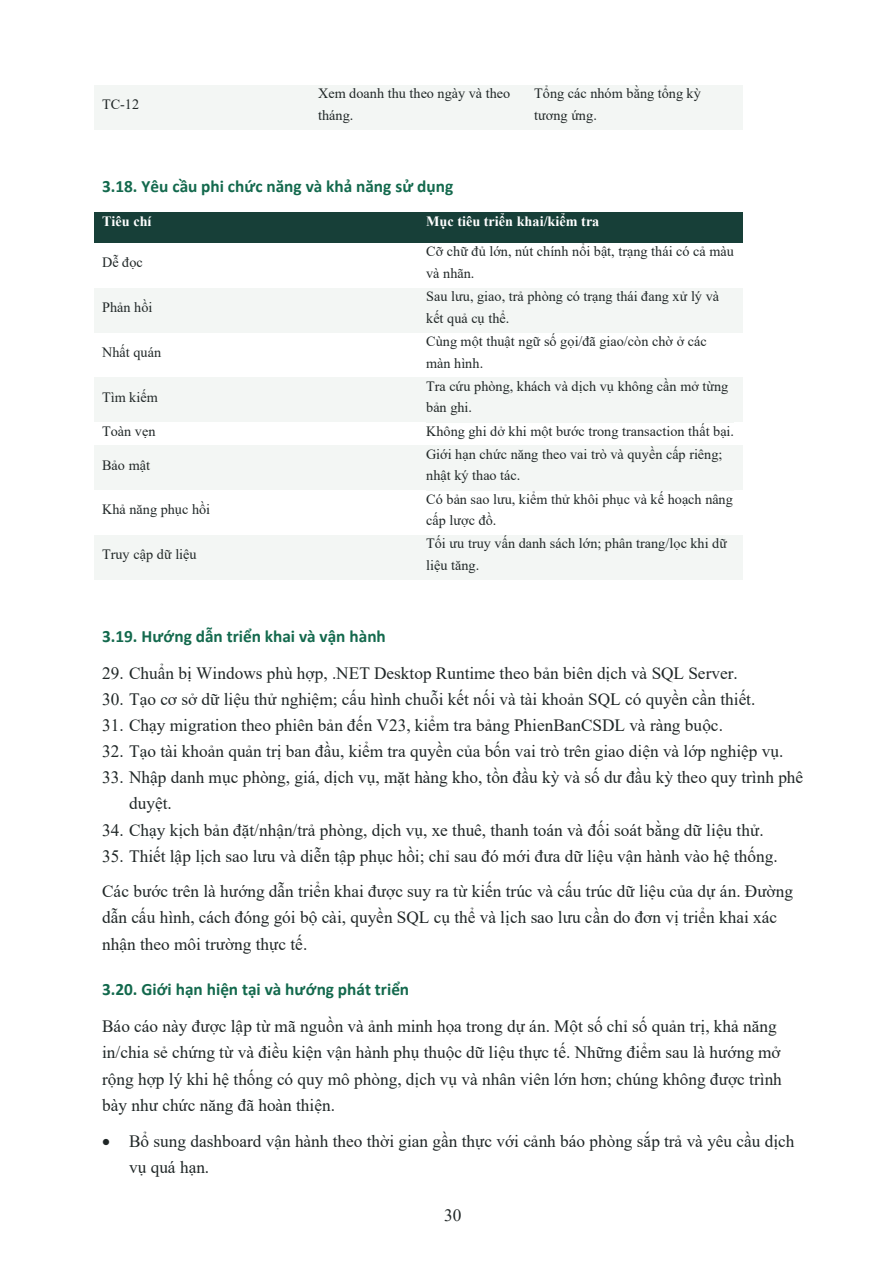 TC-12
Xem doanh thu theo ngày và theo
tháng.
Tổng các nhóm bằng tổng kỳ
tương ứng.
3.18. Yêu cầu phi chức năng và khả năng sử dụng
Tiêu chí
Mục tiêu triển khai/kiểm tra
Dễ đọc
Cỡ chữ đủ lớn, nút chính nổi bật, trạng thái có cả màu
và nhãn.
Phản hồi
Sau lưu, giao, trả phòng có trạng thái đang xử lý và
kết quả cụ thể.
Nhất quán
Cùng một thuật ngữ số gọi/đã giao/còn chờ ở các
màn hình.
Tìm kiếm
Tra cứu phòng, khách và dịch vụ không cần mở từng
bản ghi.
Toàn vẹn
Không ghi dở khi một bước trong transaction thất bại.
Bảo mật
Giới hạn chức năng theo vai trò và quyền cấp riêng;
nhật ký thao tác.
Khả năng phục hồi
Có bản sao lưu, kiểm thử khôi phục và kế hoạch nâng
cấp lược đồ.
Truy cập dữ liệu
Tối ưu truy vấn danh sách lớn; phân trang/lọc khi dữ
liệu tăng.
3.19. Hướng dẫn triển khai và vận hành
29. Chuẩn bị Windows phù hợp, .NET Desktop Runtime theo bản biên dịch và SQL Server.
30. Tạo cơ sở dữ liệu thử nghiệm; cấu hình chuỗi kết nối và tài khoản SQL có quyền cần thiết.
31. Chạy migration theo phiên bản đến V23, kiểm tra bảng PhienBanCSDL và ràng buộc.
32. Tạo tài khoản quản trị ban đầu, kiểm tra quyền của bốn vai trò trên giao diện và lớp nghiệp vụ.
33. Nhập danh mục phòng, giá, dịch vụ, mặt hàng kho, tồn đầu kỳ và số dư đầu kỳ theo quy trình phê
duyệt.
34. Chạy kịch bản đặt/nhận/trả phòng, dịch vụ, xe thuê, thanh toán và đối soát bằng dữ liệu thử.
35. Thiết lập lịch sao lưu và diễn tập phục hồi; chỉ sau đó mới đưa dữ liệu vận hành vào hệ thống.
Các bước trên là hướng dẫn triển khai được suy ra từ kiến trúc và cấu trúc dữ liệu của dự án. Đường
dẫn cấu hình, cách đóng gói bộ cài, quyền SQL cụ thể và lịch sao lưu cần do đơn vị triển khai xác
nhận theo môi trường thực tế.
3.20. Giới hạn hiện tại và hướng phát triển
Báo cáo này được lập từ mã nguồn và ảnh minh họa trong dự án. Một số chỉ số quản trị, khả năng
in/chia sẻ chứng từ và điều kiện vận hành phụ thuộc dữ liệu thực tế. Những điểm sau là hướng mở
rộng hợp lý khi hệ thống có quy mô phòng, dịch vụ và nhân viên lớn hơn; chúng không được trình
bày như chức năng đã hoàn thiện.
• Bổ sung dashboard vận hành theo thời gian gần thực với cảnh báo phòng sắp trả và yêu cầu dịch
vụ quá hạn.
30